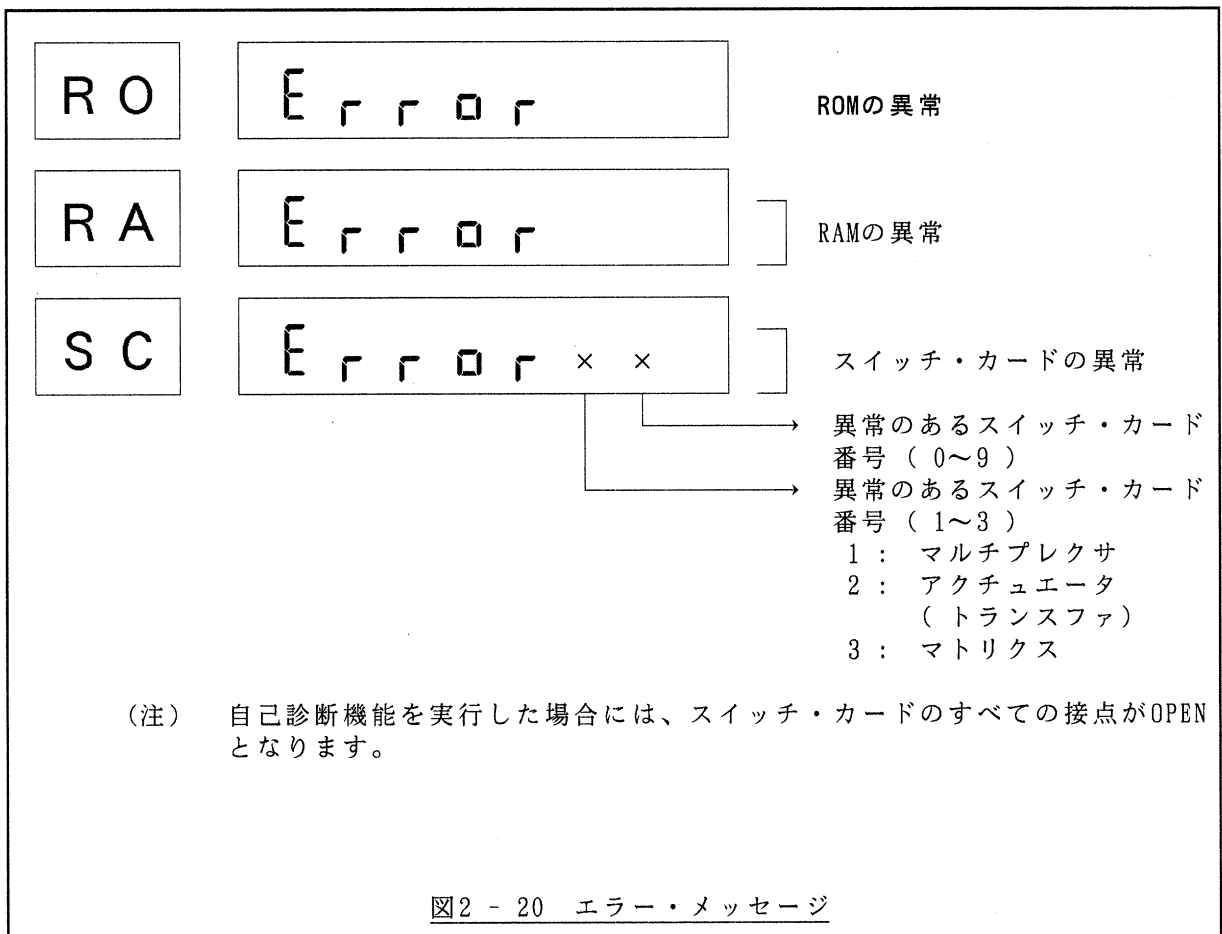 RO Error ROMの異常
RA Error RAMの異常
SC Error × × スイッチ・カードの異常
異常のあるスイッチ・カード
番号 ( 0～9 )
異常のあるスイッチ・カード
番号 ( 1～3 )
1 : マルチプレクサ
2 : アクチュエータ
( トランスファ)
3 : マトリクス
(注) 自己診断機能を実行した場合には、スイッチ・カードのすべての接点がOPEN
となります。
図2 - 20 エラー・メッセージ